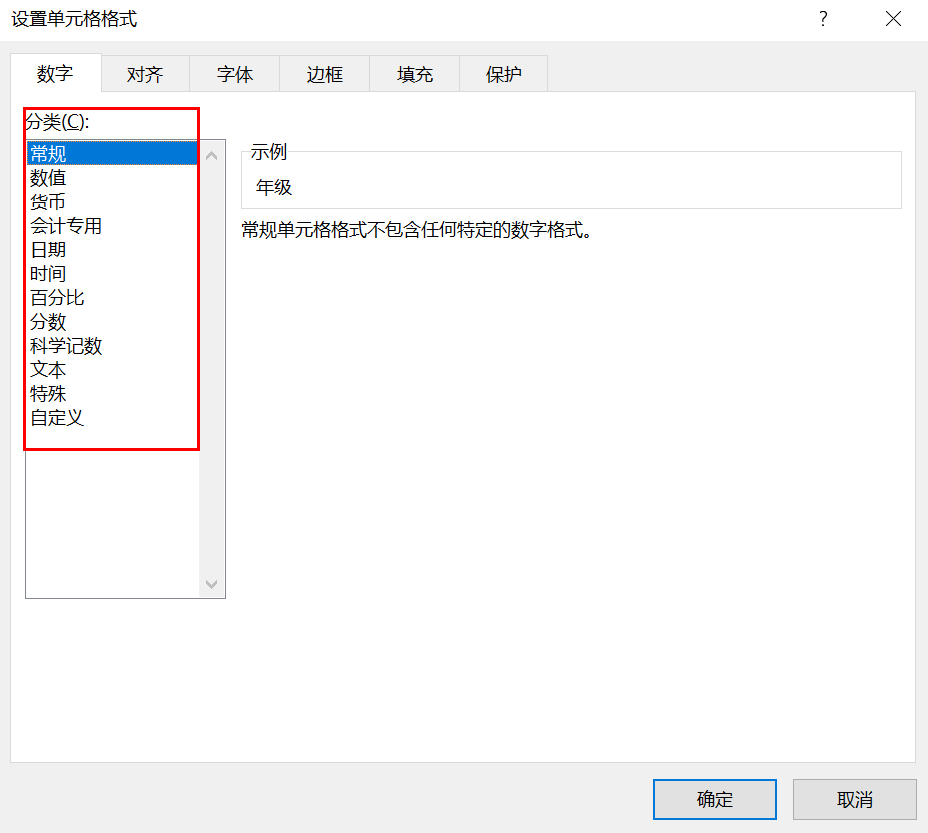 设置单元格格式
?
数字 对齐 字体 边框 填充 保护
分类(C):
常规
数值
货币
会计专用
日期
时间
百分比
分数
科学记数
文本
特殊
自定义
示例
年级
常规单元格格式不包含任何特定的数字格式。
确定 取消